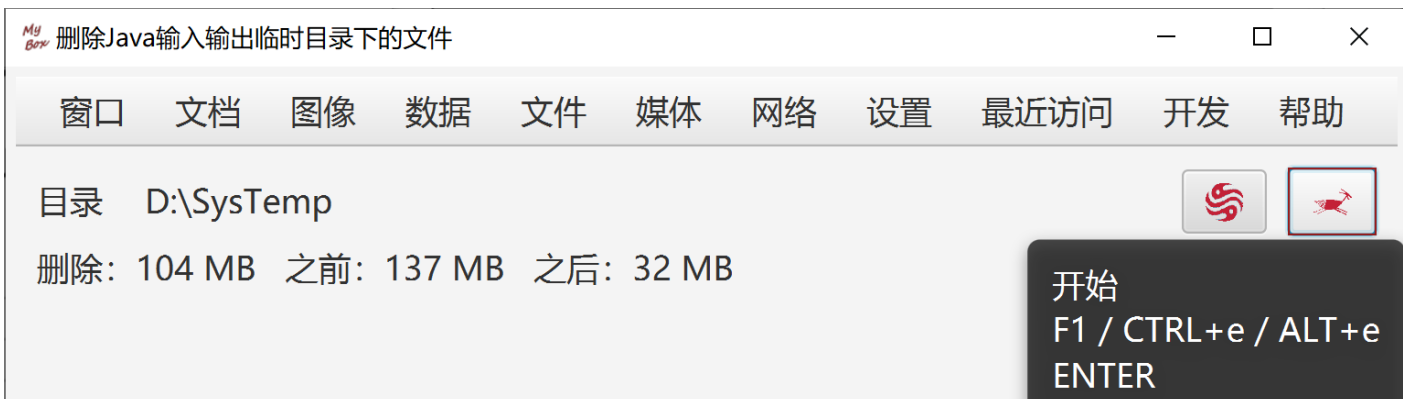 My Box 删除Java输入输出临时目录下的文件
窗口 文档 图像 数据 文件 媒体 网络 设置 最近访问 开发 帮助
目录 D:\SysTemp
删除：104 MB 之前：137 MB 之后：32 MB
开始
F1 / CTRL+e / ALT+e
ENTER